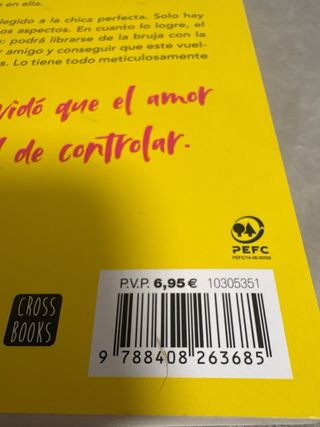 e en ella.
legido a la chica perfecta. Solo hay
os aspectos. En cuanto lo logre, el
: podrá librarse de la bruja con la
r amigo y conseguir que este vuel-
s. Lo tiene todo meticulosamente
vidó que el amor
l de controlar.
PEFC
PEFC/14-38-00305
P.V.P. 6,95 € 10305351
CROSS
BOOKS
9 788408 263685